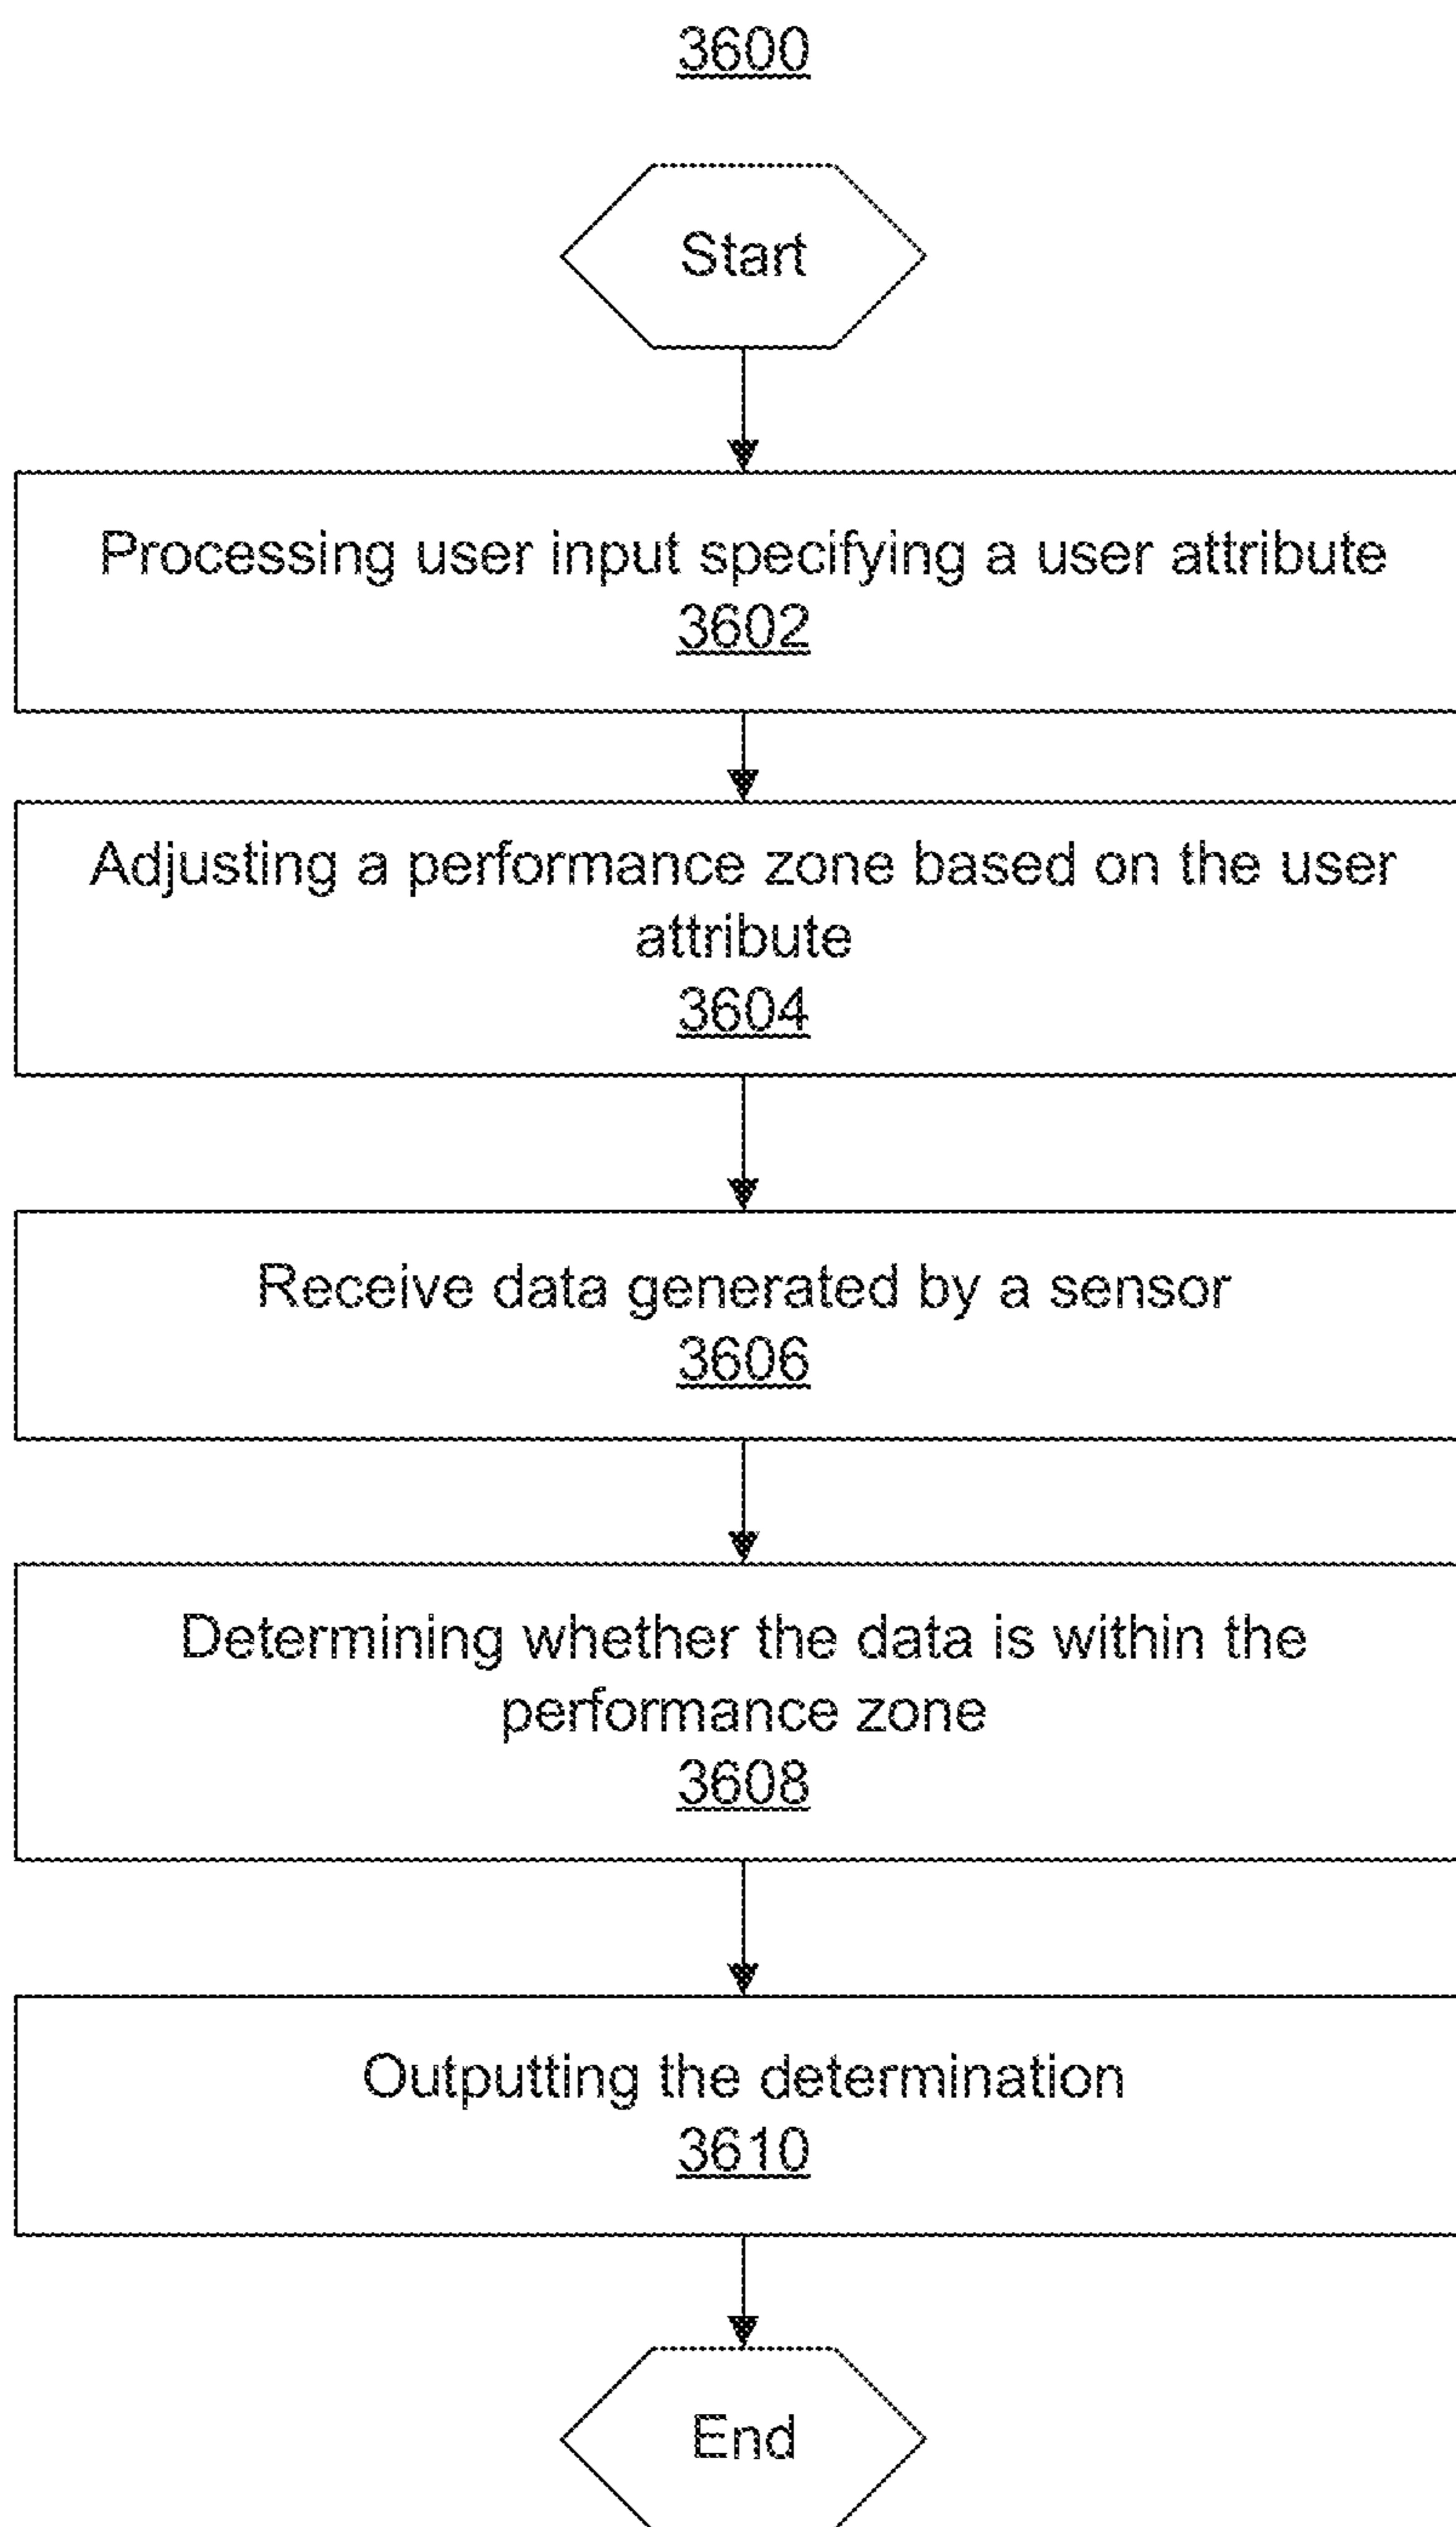 3600
Start
Processing user input specifying a user attribute
3602
Adjusting a performance zone based on the user
attribute
3604
Receive data generated by a sensor
3606
Determining whether the data is within the
performance zone
3608
Outputting the determination
3610
End